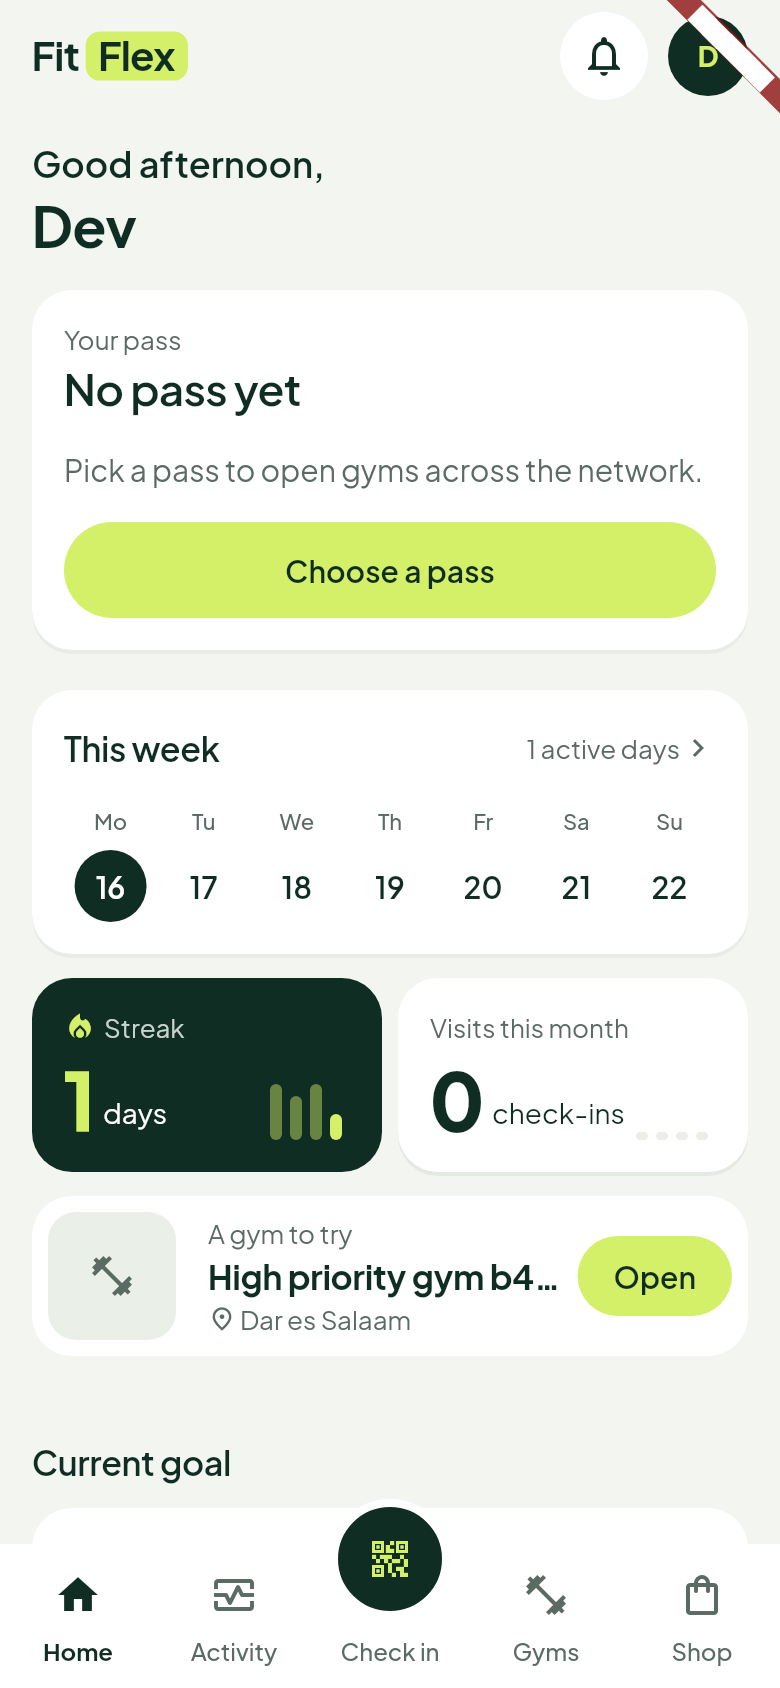 Fit Flex
D
Good afternoon,
Dev
Your pass
No pass yet
Pick a pass to open gyms across the network.
Choose a pass
This week
1 active days
Mo Tu We Th Fr Sa Su
16 17 18 19 20 21 22
Streak
1 days
Visits this month
0 check-ins
A gym to try
High priority gym b4…
Dar es Salaam
Open
Current goal
Home Activity Check in Gyms Shop